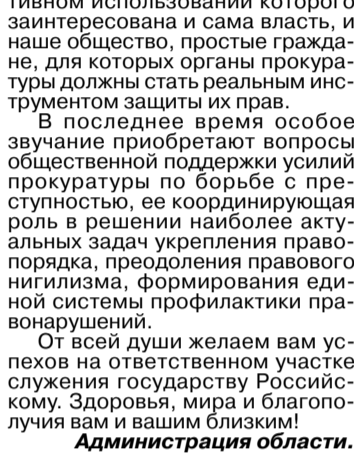 тивном использовании которого
заинтересована и сама власть, и
наше общество, простые гражда-
не, для которых органы прокура-
туры должны стать реальным инс-
трументом защиты их прав.
В последнее время особое
звучание приобретают вопросы
общественной поддержки усилий
прокуратуры по борьбе с пре-
ступностью, ее координирующая
роль в решении наиболее акту-
альных задач укрепления право-
порядка, преодоления правового
нигилизма, формирования еди-
ной системы профилактики пра-
вонарушений.
От всей души желаем вам ус-
пехов на ответственном участке
служения государству Российс-
кому. Здоровья, мира и благопо-
лучия вам и вашим близким!
Администрация области.